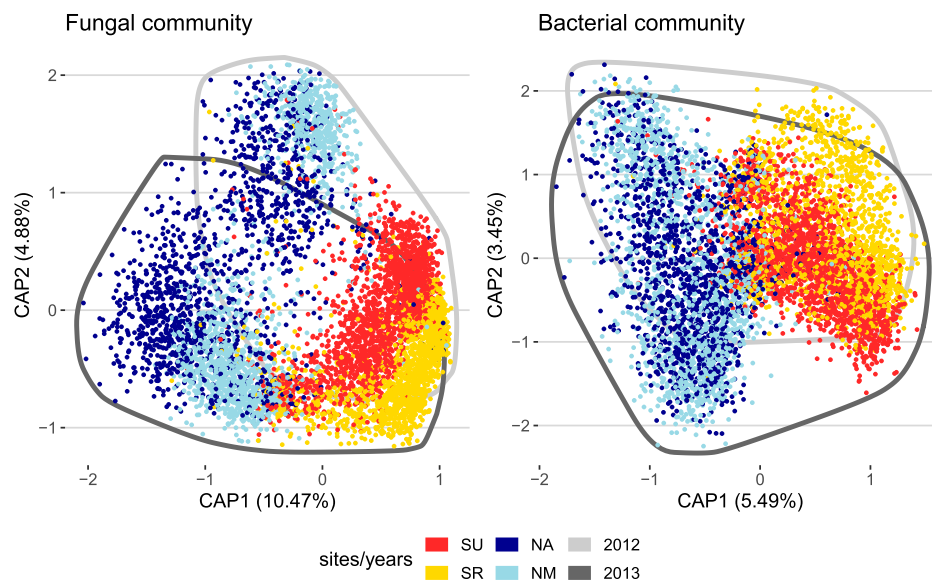 Fungal community
Bacterial community
CAP2 (4.88%)
2
1
0
−1
−2
−1
0
1
CAP1 (10.47%)
CAP2 (3.45%)
2
1
0
−1
−2
−1
0
1
CAP1 (5.49%)
sites/years
SU NA 2012
SR NM 2013